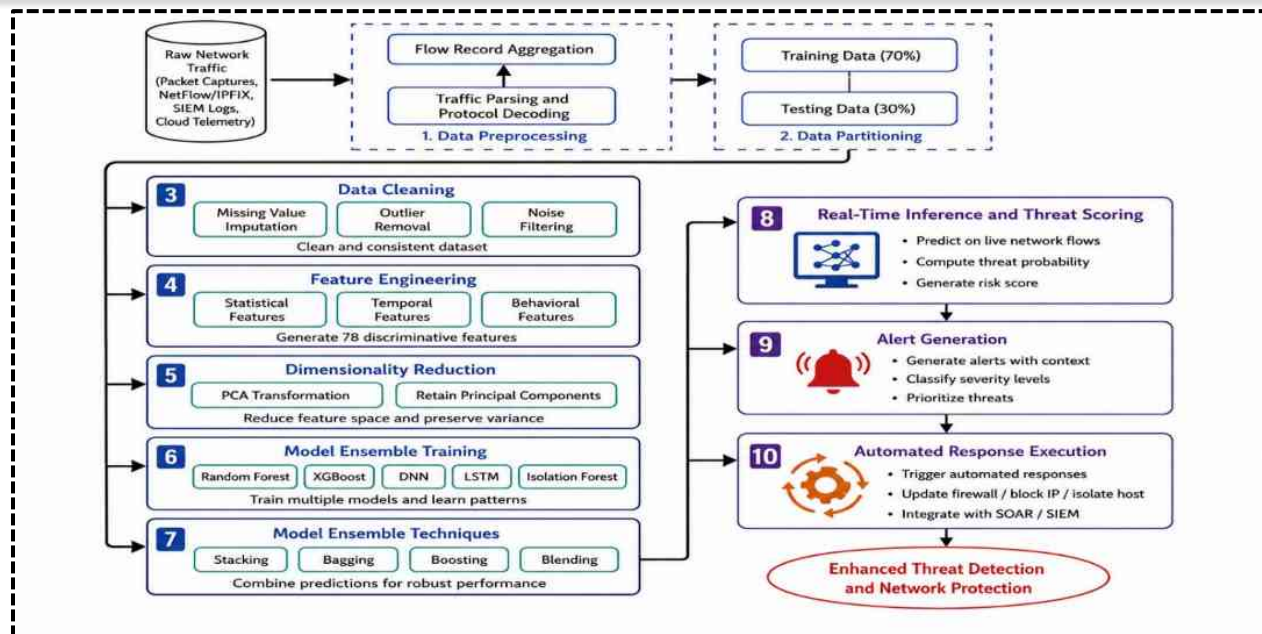 Raw Network
Traffic
(Packet Captures,
NetFlow/IPFIX,
SIEM Logs,
Cloud Telemetry)
Flow Record Aggregation
Traffic Parsing and
Protocol Decoding
1. Data Preprocessing
Training Data (70%)
Testing Data (30%)
2. Data Partitioning
3
Data Cleaning
Missing Value
Imputation
Outlier
Removal
Noise
Filtering
Clean and consistent dataset
4
Feature Engineering
Statistical
Features
Temporal
Features
Behavioral
Features
Generate 78 discriminative features
5
Dimensionality Reduction
PCA Transformation
Retain Principal Components
Reduce feature space and preserve variance
6
Model Ensemble Training
Random Forest
XGBoost
DNN
LSTM
Isolation Forest
Train multiple models and learn patterns
7
Model Ensemble Techniques
Stacking
Bagging
Boosting
Blending
Combine predictions for robust performance
8
Real-Time Inference and Threat Scoring
• Predict on live network flows
• Compute threat probability
• Generate risk score
9
Alert Generation
• Generate alerts with context
• Classify severity levels
• Prioritize threats
10
Automated Response Execution
• Trigger automated responses
• Update firewall / block IP / isolate host
• Integrate with SOAR / SIEM
Enhanced Threat Detection
and Network Protection